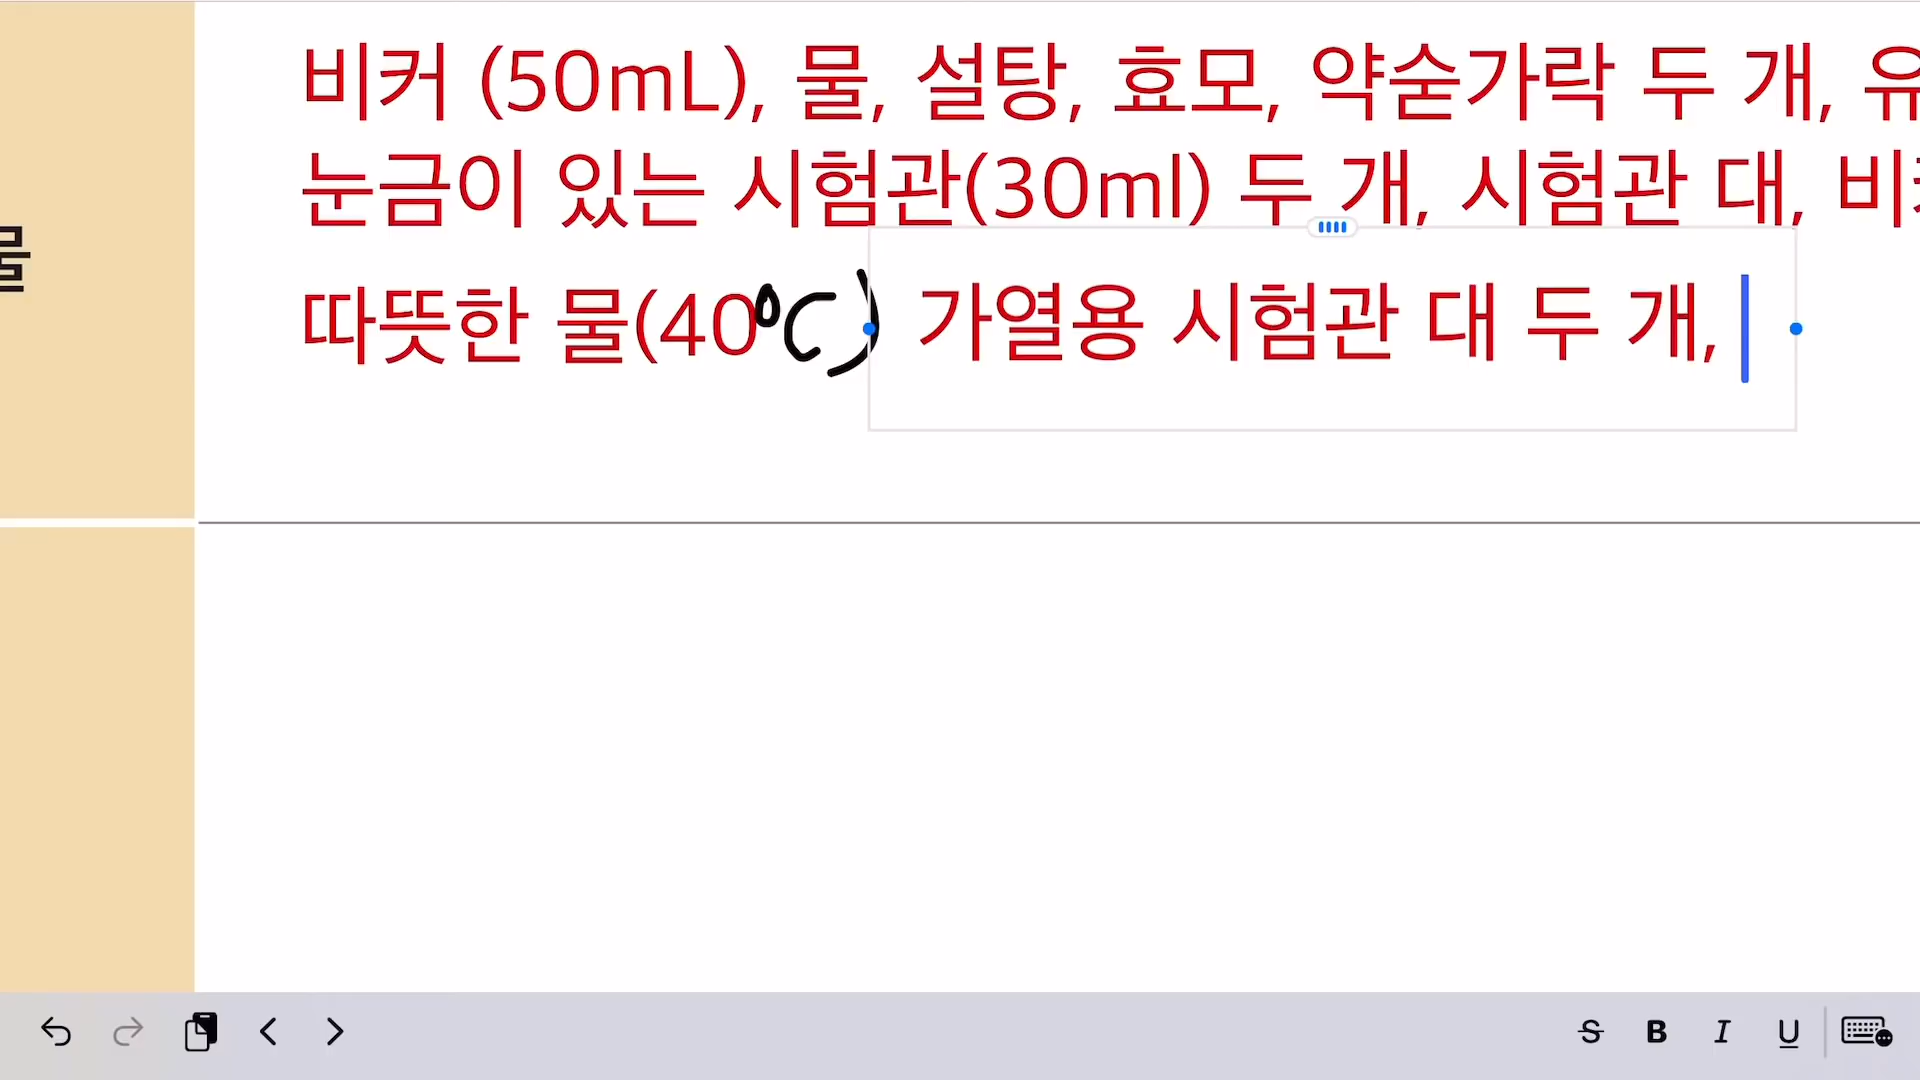 비커 (50mL), 물, 설탕, 효모, 약숟가락 두 개, 유
눈금이 있는 시험관(30ml) 두 개, 시험관 대, 비
물
따뜻한 물(40°C) 가열용 시험관 대 두 개,
S B I U